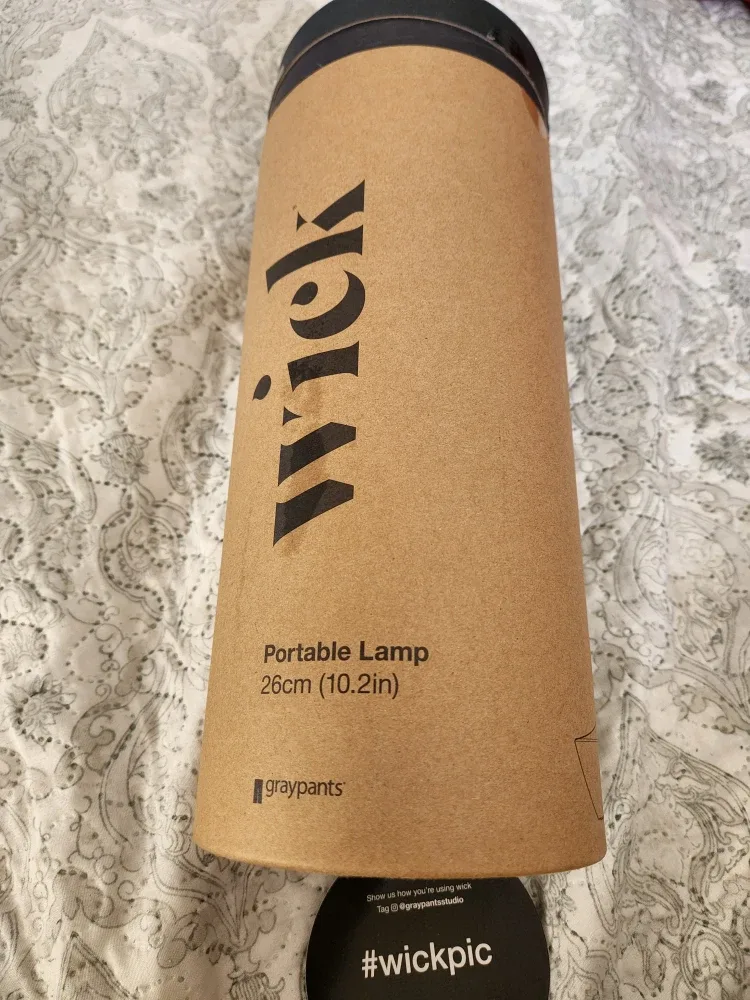 wick
Portable Lamp
26cm (10.2in)
graypants
Show us how you're using wick
Tag @graypantsstudio
#wickpic